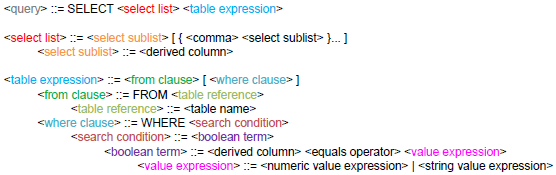 <query> ::= SELECT <select list> <table expression>
<select list> ::= <select sublist> [ { <comma> <select sublist> }... ]
<select sublist> ::= <derived column>
<table expression> ::= <from clause> [ <where clause> ]
<from clause> ::= FROM <table reference>
<table reference> ::= <table name>
<where clause> ::= WHERE <search condition>
<search condition> ::= <boolean term>
<boolean term> ::= <derived column> <equals operator> <value expression>
<value expression> ::= <numeric value expression> | <string value expression>